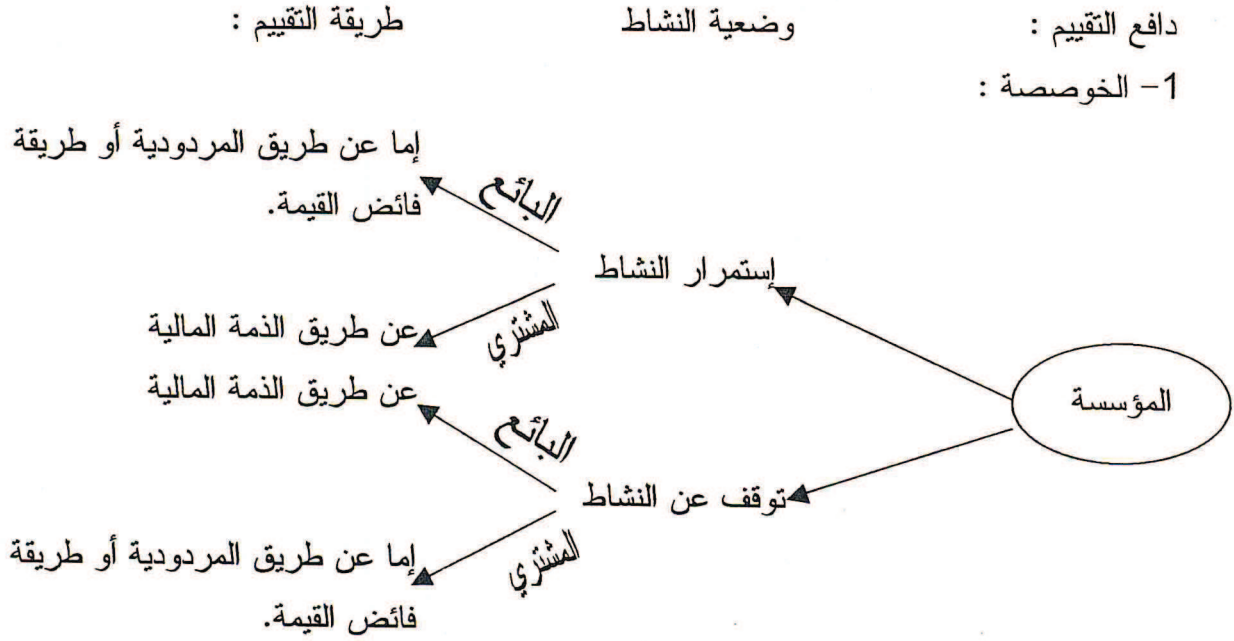 دافع التقييم : وضعية النشاط طريقة التقييم :
1- الخوصصة :
إما عن طريق المردودية أو طريقة
فائض القيمة.
البائع
إستمرار النشاط
المشتري
عن طريق الذمة المالية
المؤسسة
عن طريق الذمة المالية
البائع
توقف عن النشاط
المشتري
إما عن طريق المردودية أو طريقة
فائض القيمة.